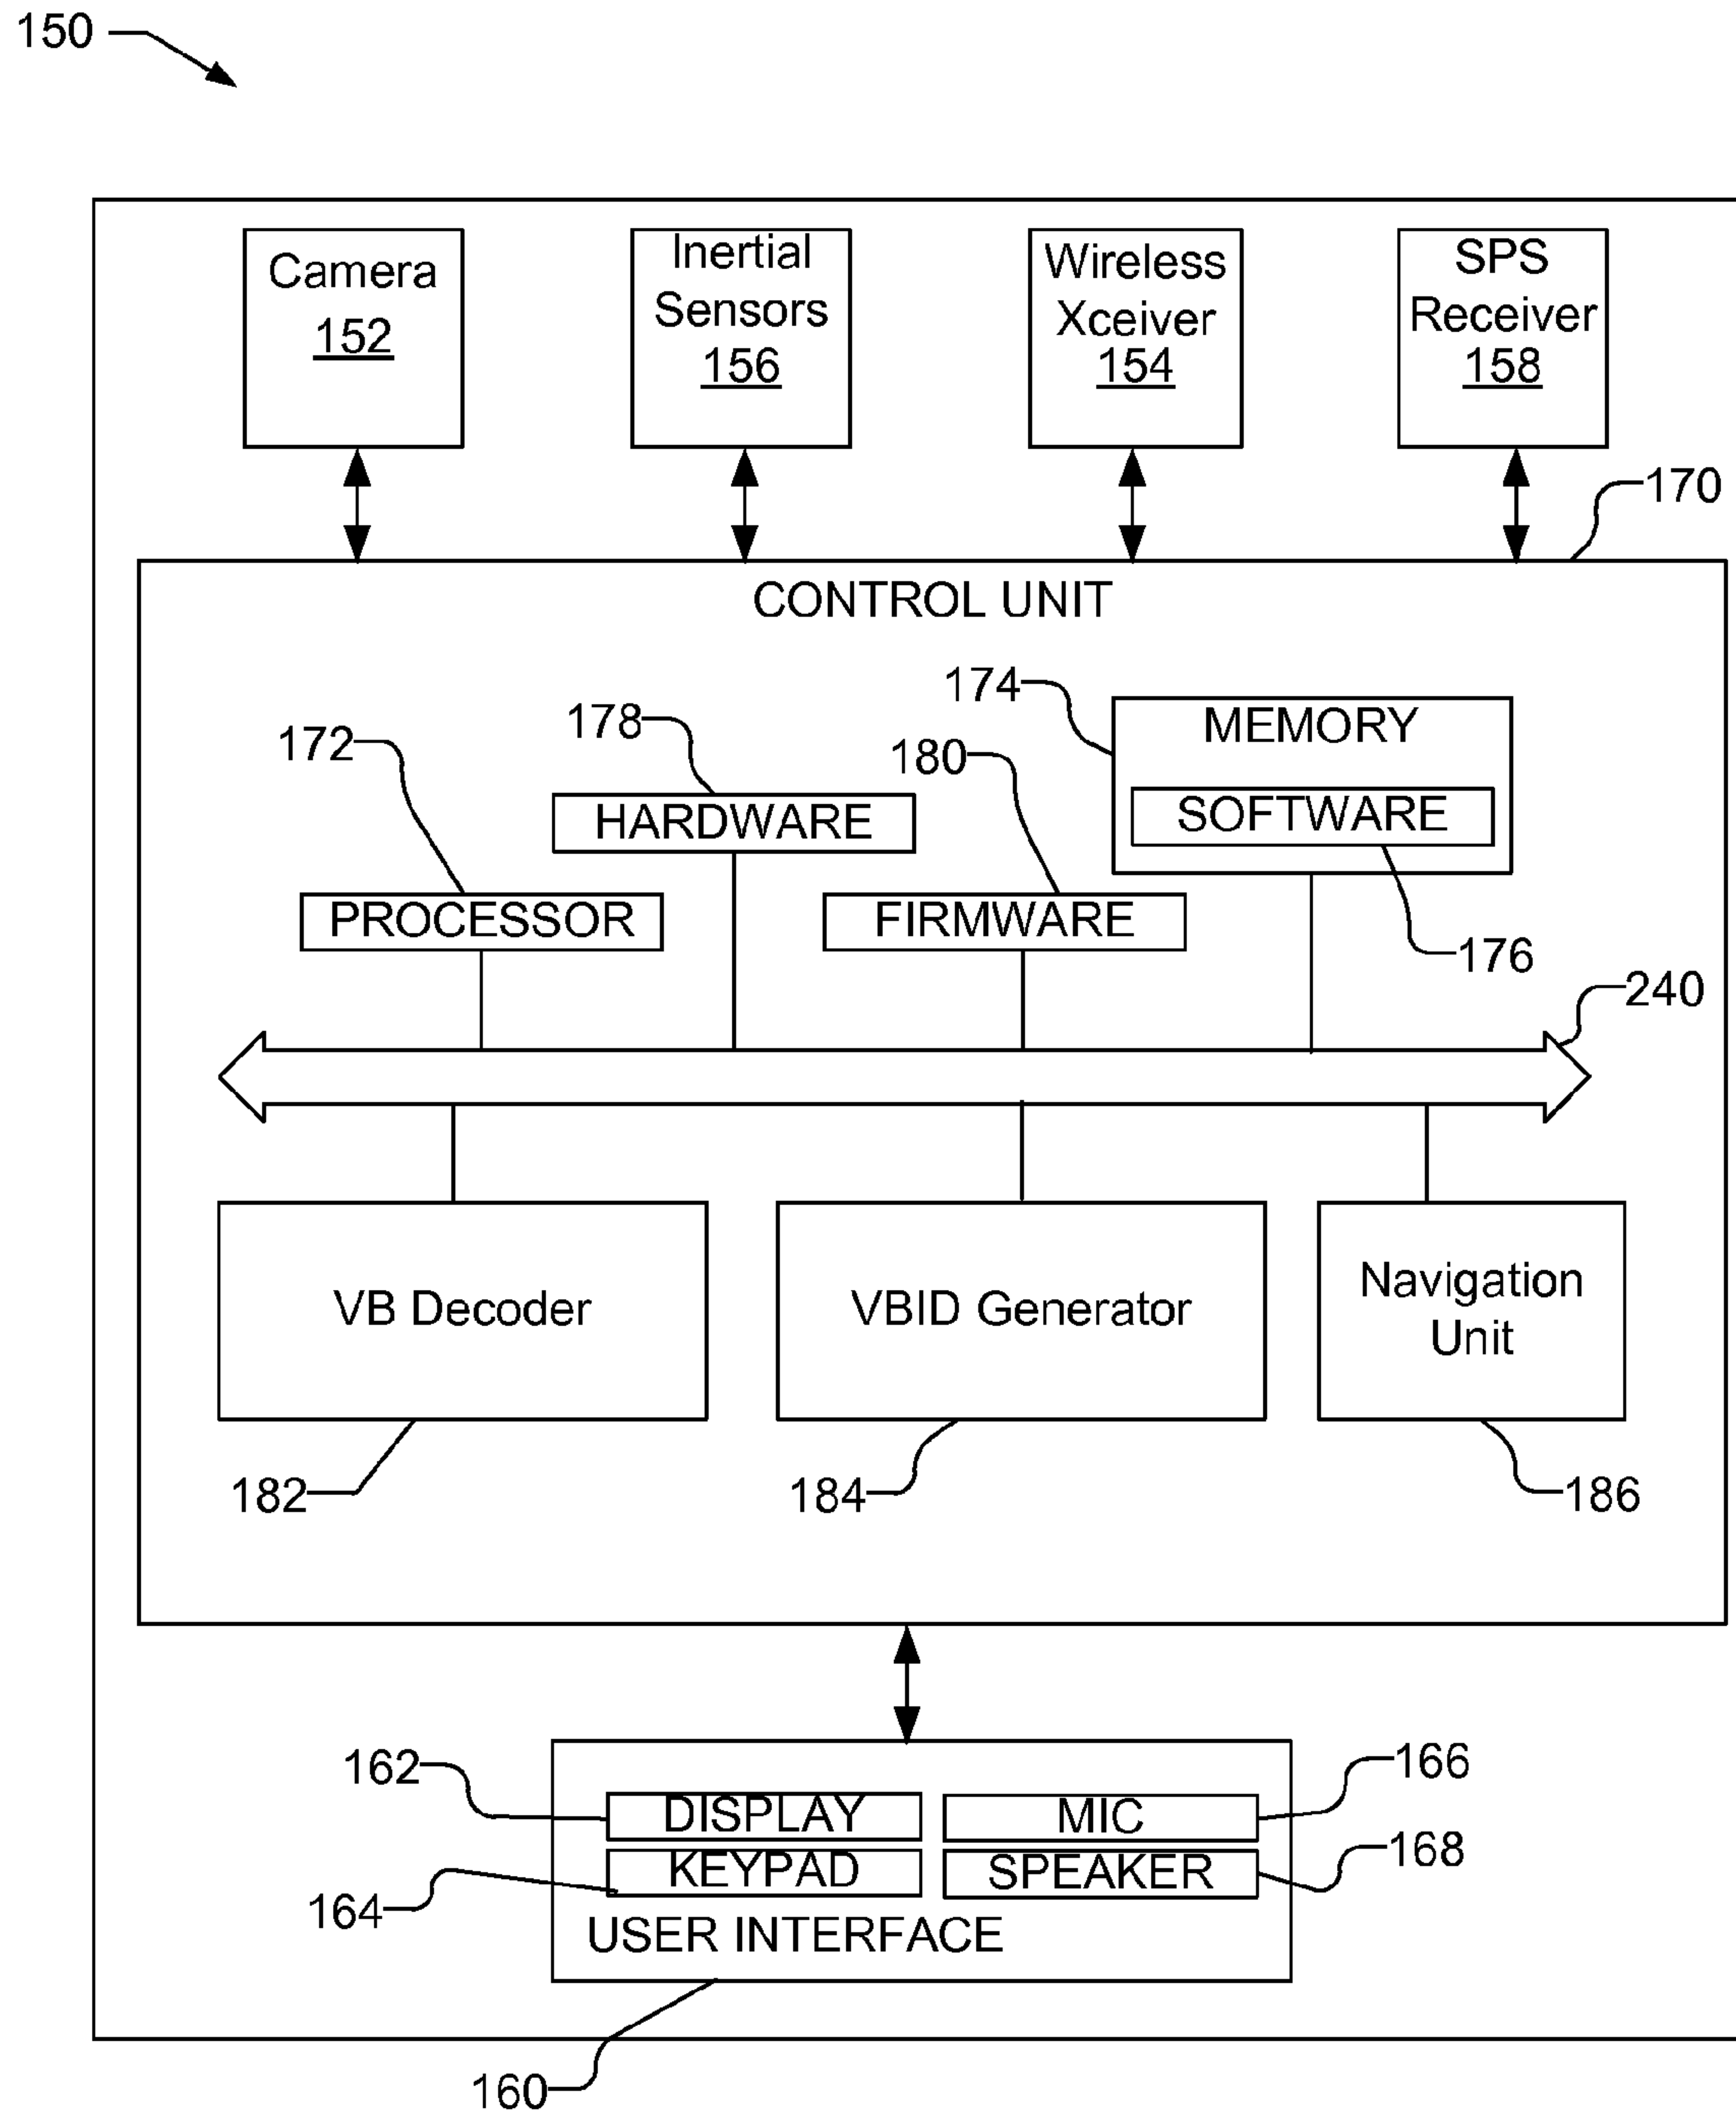 150
Camera
152
Inertial
Sensors
156
Wireless
Xceiver
154
SPS
Receiver
158
170
CONTROL UNIT
174
MEMORY
178
172
180
SOFTWARE
HARDWARE
PROCESSOR
FIRMWARE
176
240
VB Decoder
VBID Generator
Navigation
Unit
182
184
186
162
DISPLAY
MIC
166
KEYPAD
SPEAKER
168
164
USER INTERFACE
160